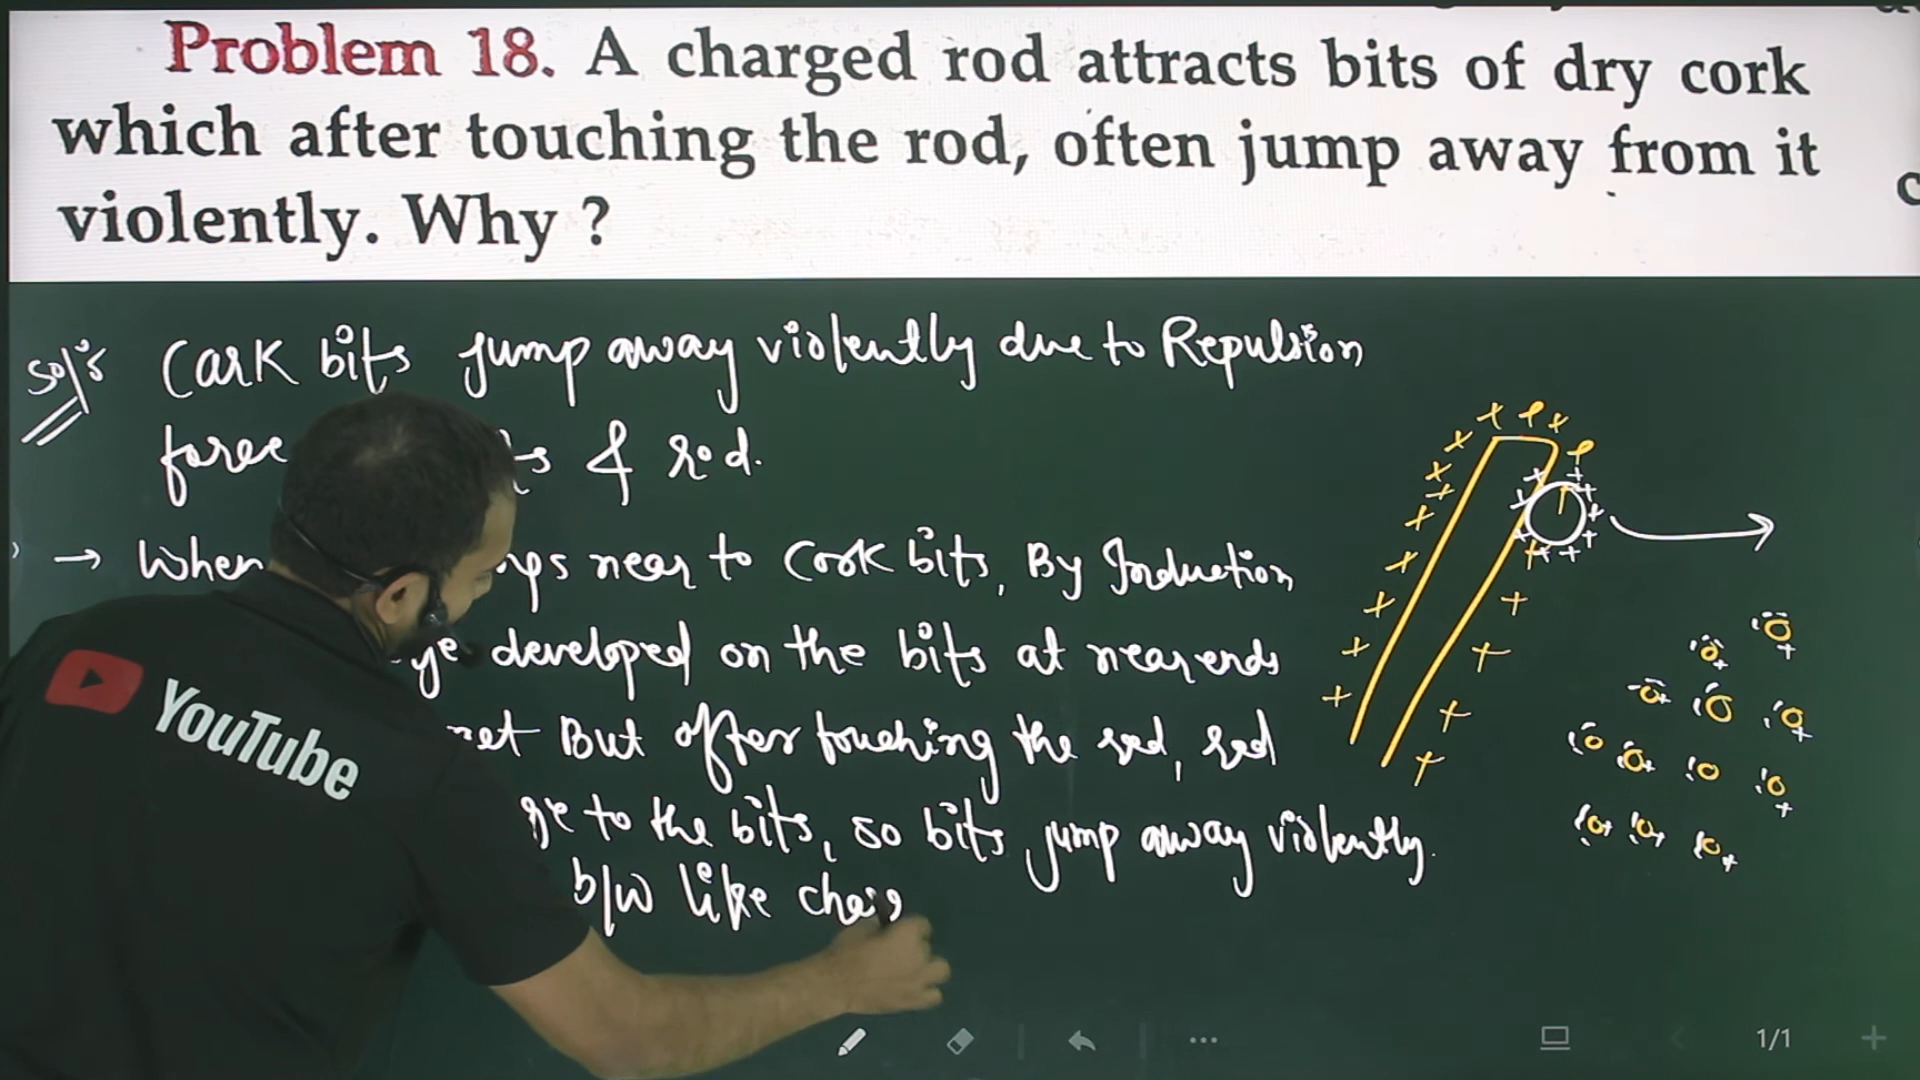 Problem 18. A charged rod attracts bits of dry cork
which after touching the rod, often jump away from it
violently. Why ?
c
Sol:
Cark bits jump away violently due to Repulsion
force & rod.
→ When near to Cork bits, By Induction
developed on the bits at near ends
But after touching the rod, rod
to the bits, so bits jump away violently.
b/w like
YouTube
1/1